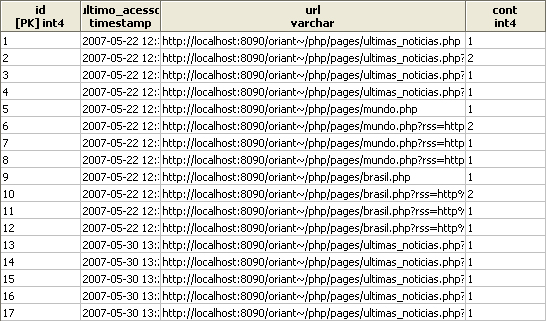 id ultimo_acesso url cont
[PK] int4 timestamp varchar int4
1 2007-05-22 12: http://localhost:8090/oriant~/php/pages/ultimas_noticias.php 1
2 2007-05-22 12: http://localhost:8090/oriant~/php/pages/ultimas_noticias.php? 2
3 2007-05-22 12: http://localhost:8090/oriant~/php/pages/ultimas_noticias.php? 1
4 2007-05-22 12: http://localhost:8090/oriant~/php/pages/ultimas_noticias.php? 1
5 2007-05-22 12: http://localhost:8090/oriant~/php/pages/mundo.php 1
6 2007-05-22 12: http://localhost:8090/oriant~/php/pages/mundo.php?rss=http 2
7 2007-05-22 12: http://localhost:8090/oriant~/php/pages/mundo.php?rss=http 1
8 2007-05-22 12: http://localhost:8090/oriant~/php/pages/mundo.php?rss=http 1
9 2007-05-22 12: http://localhost:8090/oriant~/php/pages/brasil.php 1
10 2007-05-22 12: http://localhost:8090/oriant~/php/pages/brasil.php?rss=http% 2
11 2007-05-22 12: http://localhost:8090/oriant~/php/pages/brasil.php?rss=http% 1
12 2007-05-22 12: http://localhost:8090/oriant~/php/pages/brasil.php?rss=http% 1
13 2007-05-30 13: http://localhost:8090/oriant~/php/pages/ultimas_noticias.php? 1
14 2007-05-30 13: http://localhost:8090/oriant~/php/pages/ultimas_noticias.php? 1
15 2007-05-30 13: http://localhost:8090/oriant~/php/pages/ultimas_noticias.php? 1
16 2007-05-30 13: http://localhost:8090/oriant~/php/pages/ultimas_noticias.php? 1
17 2007-05-30 13: http://localhost:8090/oriant~/php/pages/ultimas_noticias.php? 1